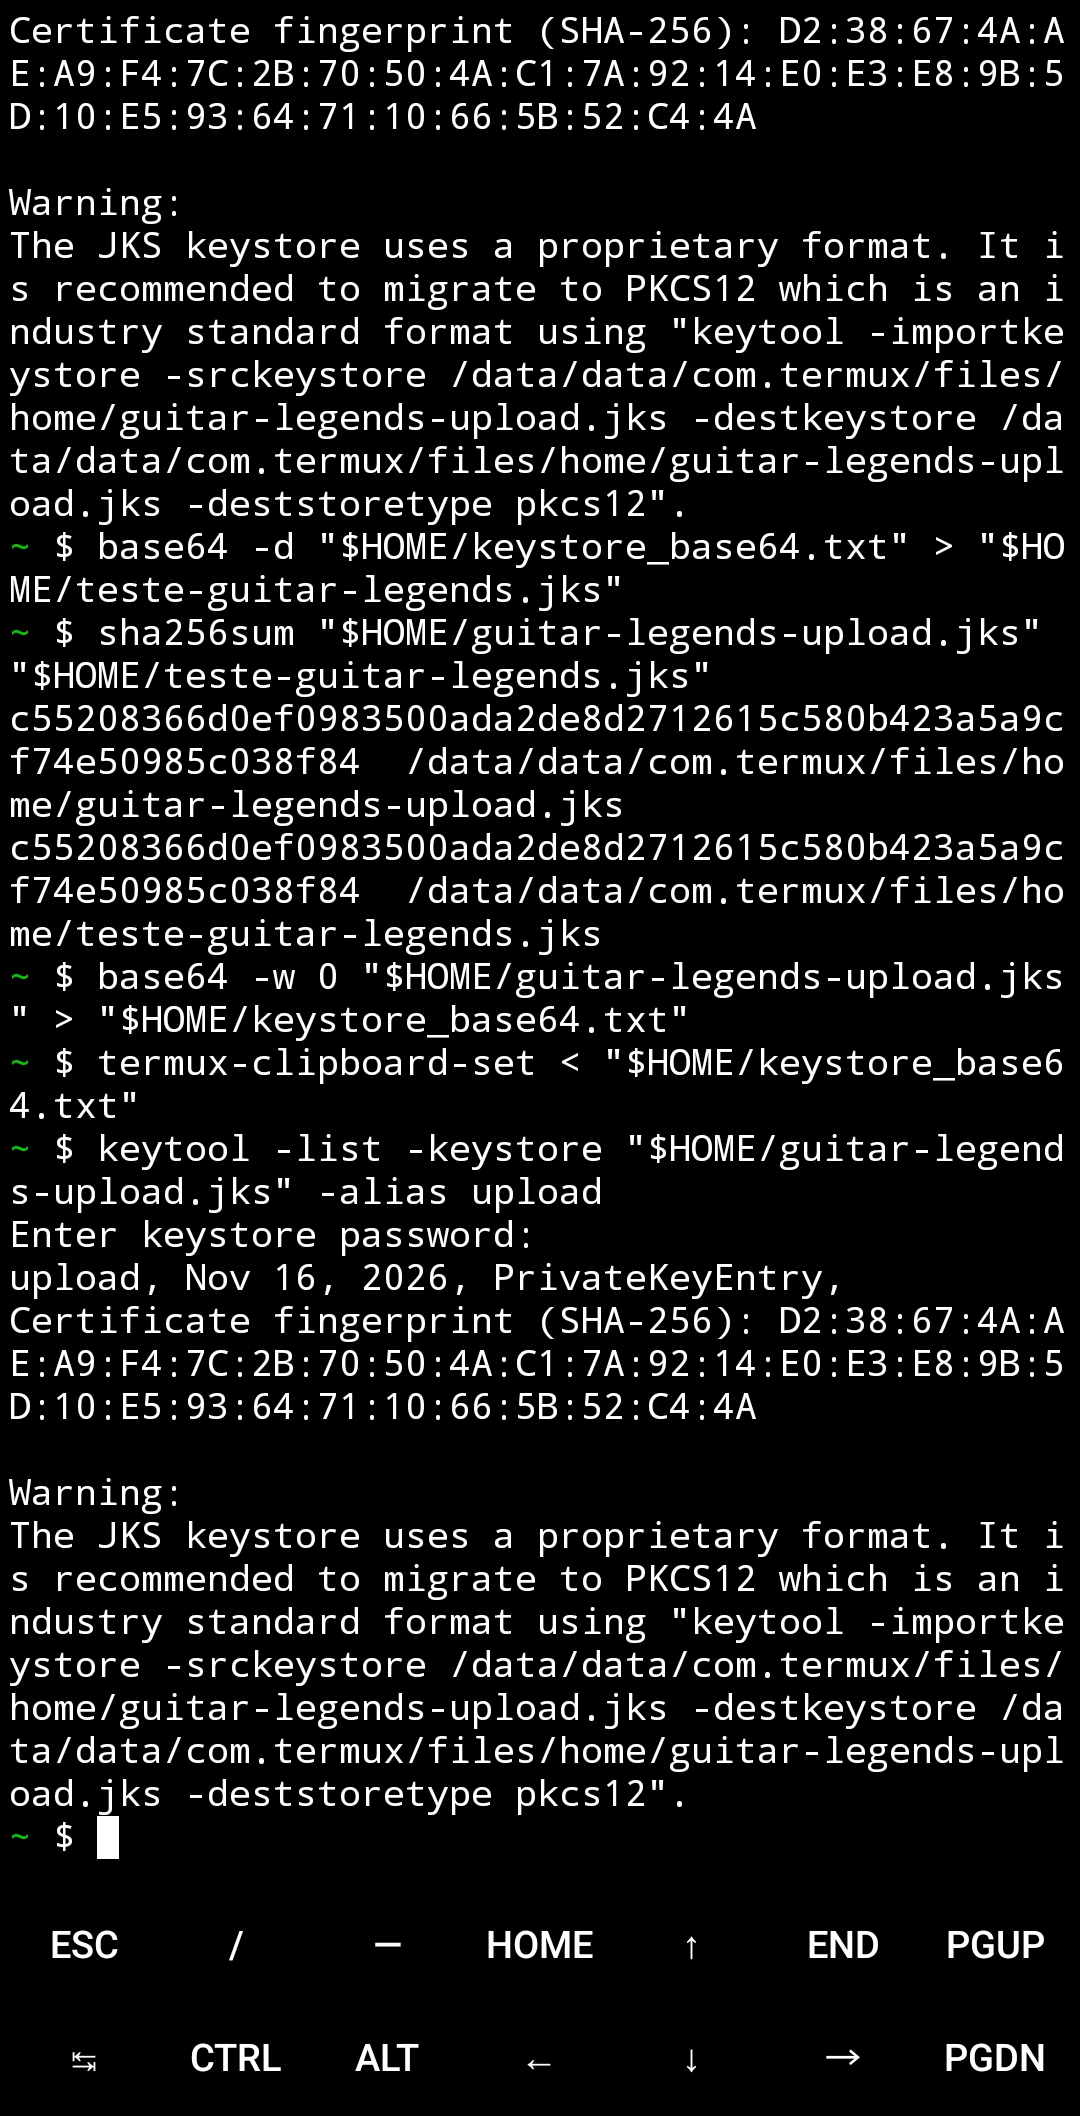 Certificate fingerprint (SHA-256): D2:38:67:4A:A
E:A9:F4:7C:2B:70:50:4A:C1:7A:92:14:E0:E3:E8:9B:5
D:10:E5:93:64:71:10:66:5B:52:C4:4A
Warning:
The JKS keystore uses a proprietary format. It i
s recommended to migrate to PKCS12 which is an i
ndustry standard format using "keytool -importke
ystore -srckeystore /data/data/com.termux/files/
home/guitar-legends-upload.jks -destkeystore /da
ta/data/com.termux/files/home/guitar-legends-upl
oad.jks -deststoretype pkcs12".
~ $ base64 -d "$HOME/keystore_base64.txt" > "$HO
ME/teste-guitar-legends.jks"
~ $ sha256sum "$HOME/guitar-legends-upload.jks"
"$HOME/teste-guitar-legends.jks"
c55208366d0ef0983500ada2de8d2712615c580b423a5a9c
f74e50985c038f84  /data/data/com.termux/files/ho
me/guitar-legends-upload.jks
c55208366d0ef0983500ada2de8d2712615c580b423a5a9c
f74e50985c038f84  /data/data/com.termux/files/ho
me/teste-guitar-legends.jks
~ $ base64 -w 0 "$HOME/guitar-legends-upload.jks
" > "$HOME/keystore_base64.txt"
~ $ termux-clipboard-set < "$HOME/keystore_base6
4.txt"
~ $ keytool -list -keystore "$HOME/guitar-legend
s-upload.jks" -alias upload
Enter keystore password:
upload, Nov 16, 2026, PrivateKeyEntry,
Certificate fingerprint (SHA-256): D2:38:67:4A:A
E:A9:F4:7C:2B:70:50:4A:C1:7A:92:14:E0:E3:E8:9B:5
D:10:E5:93:64:71:10:66:5B:52:C4:4A
Warning:
The JKS keystore uses a proprietary format. It i
s recommended to migrate to PKCS12 which is an i
ndustry standard format using "keytool -importke
ystore -srckeystore /data/data/com.termux/files/
home/guitar-legends-upload.jks -destkeystore /da
ta/data/com.termux/files/home/guitar-legends-upl
oad.jks -deststoretype pkcs12".
~ $
ESC / — HOME ↑ END PGUP
↹ CTRL ALT ← ↓ → PGDN